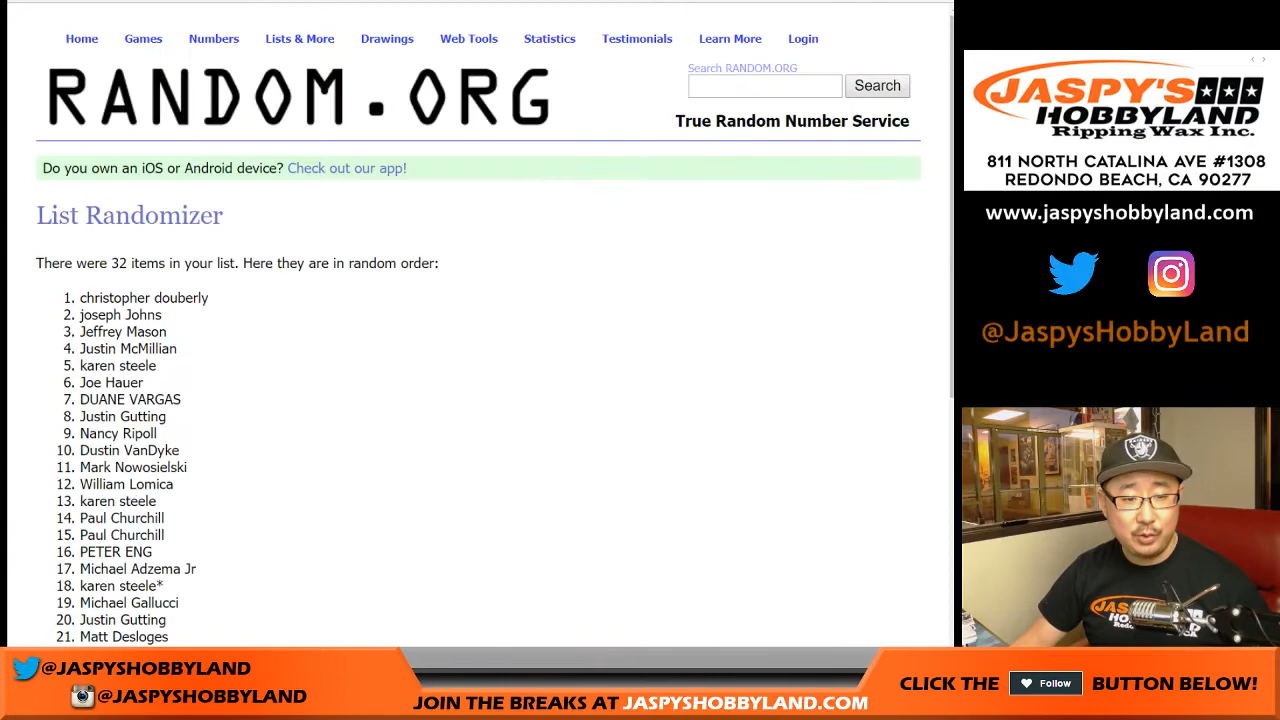 Home Games Numbers Lists & More Drawings Web Tools Statistics Testimonials Learn More Login
RANDOM.ORG
Search RANDOM.ORG
Search
True Random Number Service
Do you own an iOS or Android device? Check out our app!
List Randomizer
There were 32 items in your list. Here they are in random order:
1. christopher douberly
2. joseph Johns
3. Jeffrey Mason
4. Justin McMillian
5. karen steele
6. Joe Hauer
7. DUANE VARGAS
8. Justin Gutting
9. Nancy Ripoll
10. Dustin VanDyke
11. Mark Nowosielski
12. William Lomica
13. karen steele
14. Paul Churchill
15. Paul Churchill
16. PETER ENG
17. Michael Adzema Jr
18. karen steele*
19. Michael Gallucci
20. Justin Gutting
21. Matt Desloges
JASPY'S
HOBBYLAND
Ripping Wax Inc.
811 NORTH CATALINA AVE #1308
REDONDO BEACH, CA 90277
www.jaspyshobbyland.com
@JaspysHobbyLand
RAIDERS
JASPY'S
@JASPYSHOBBYLAND
@JASPYSHOBBYLAND
JOIN THE BREAKS AT JASPYSHOBBYLAND.COM
CLICK THE Follow BUTTON BELOW!